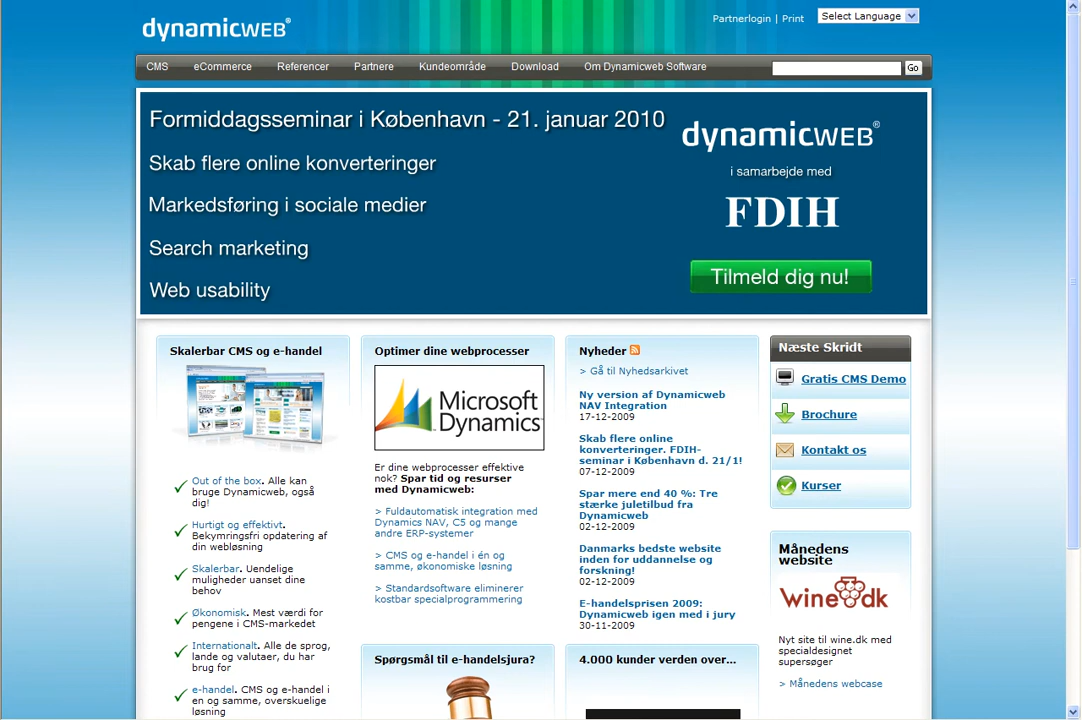 dynamicWEB®
Partnerlogin | Print
Select Language
CMS eCommerce Referencer Partnere Kundeområde Download Om Dynamicweb Software
Go
Formiddagsseminar i København - 21. januar 2010
Skab flere online konverteringer
Markedsføring i sociale medier
Search marketing
Web usability
dynamicWEB®
i samarbejde med
FDIH
Tilmeld dig nu!
Skalerbar CMS og e-handel
Out of the box. Alle kan
bruge Dynamicweb, også
dig!
Hurtigt og effektivt.
Bekymringsfri opdatering af
din webløsning
Skalerbar. Uendelige
muligheder uanset dine
behov
Økonomisk. Mest værdi for
pengene i CMS-markedet
Internationalt. Alle de sprog,
lande og valutaer, du har
brug for
e-handel. CMS og e-handel i
en og samme, overskuelige
løsning
Optimer dine webprocesser
Microsoft
Dynamics
Er dine webprocesser effektive
nok? Spar tid og resurser
med Dynamicweb:
> Fuldautomatisk integration med
Dynamics NAV, C5 og mange
andre ERP-systemer
> CMS og e-handel i én og
samme, økonomiske løsning
> Standardsoftware eliminerer
kostbar specialprogrammering
Spørgsmål til e-handelsjura?
Nyheder
> Gå til Nyhedsarkivet
Ny version af Dynamicweb
NAV Integration
17-12-2009
Skab flere online
konverteringer. FDIH-
seminar i København d. 21/1!
07-12-2009
Spar mere end 40 %: Tre
stærke juletilbud fra
Dynamicweb
02-12-2009
Danmarks bedste website
inden for uddannelse og
forskning!
02-12-2009
E-handelsprisen 2009:
Dynamicweb igen med i jury
30-11-2009
4.000 kunder verden over...
Næste Skridt
Gratis CMS Demo
Brochure
Kontakt os
Kurser
Månedens
website
wine dk
Nyt site til wine.dk med
specialdesignet
supersøger
> Månedens webcase